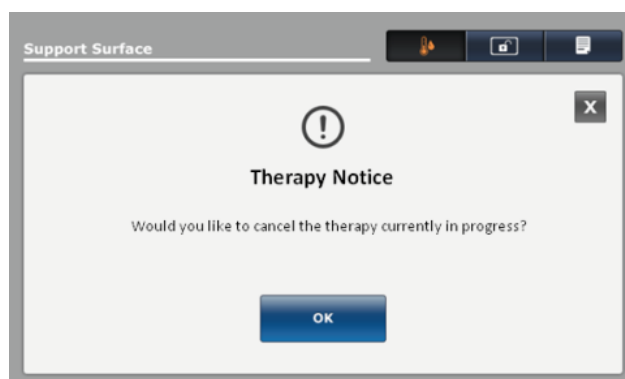 Support Surface
X
Therapy Notice
Would you like to cancel the therapy currently in progress?
OK